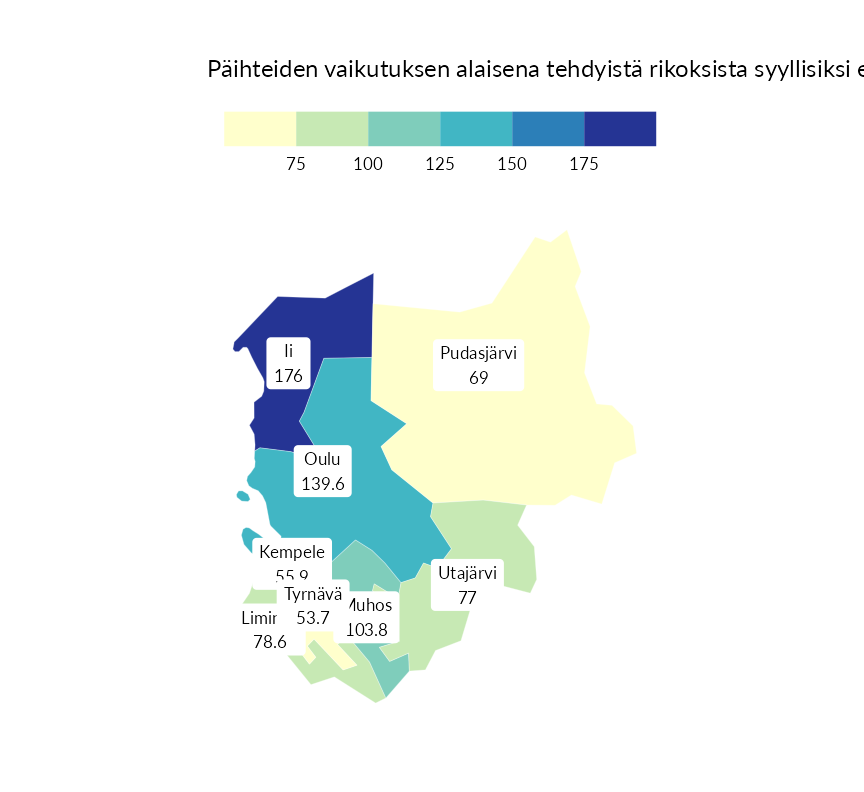 Päihteiden vaikutuksen alaisena tehdyistä rikoksista syyllisiksi
75 100 125 150 175
Ii
176
Pudasjärvi
69
Oulu
139.6
Kempele
55.9
Utajärvi
77
Tyrnävä
53.7
Muhos
103.8
78.6